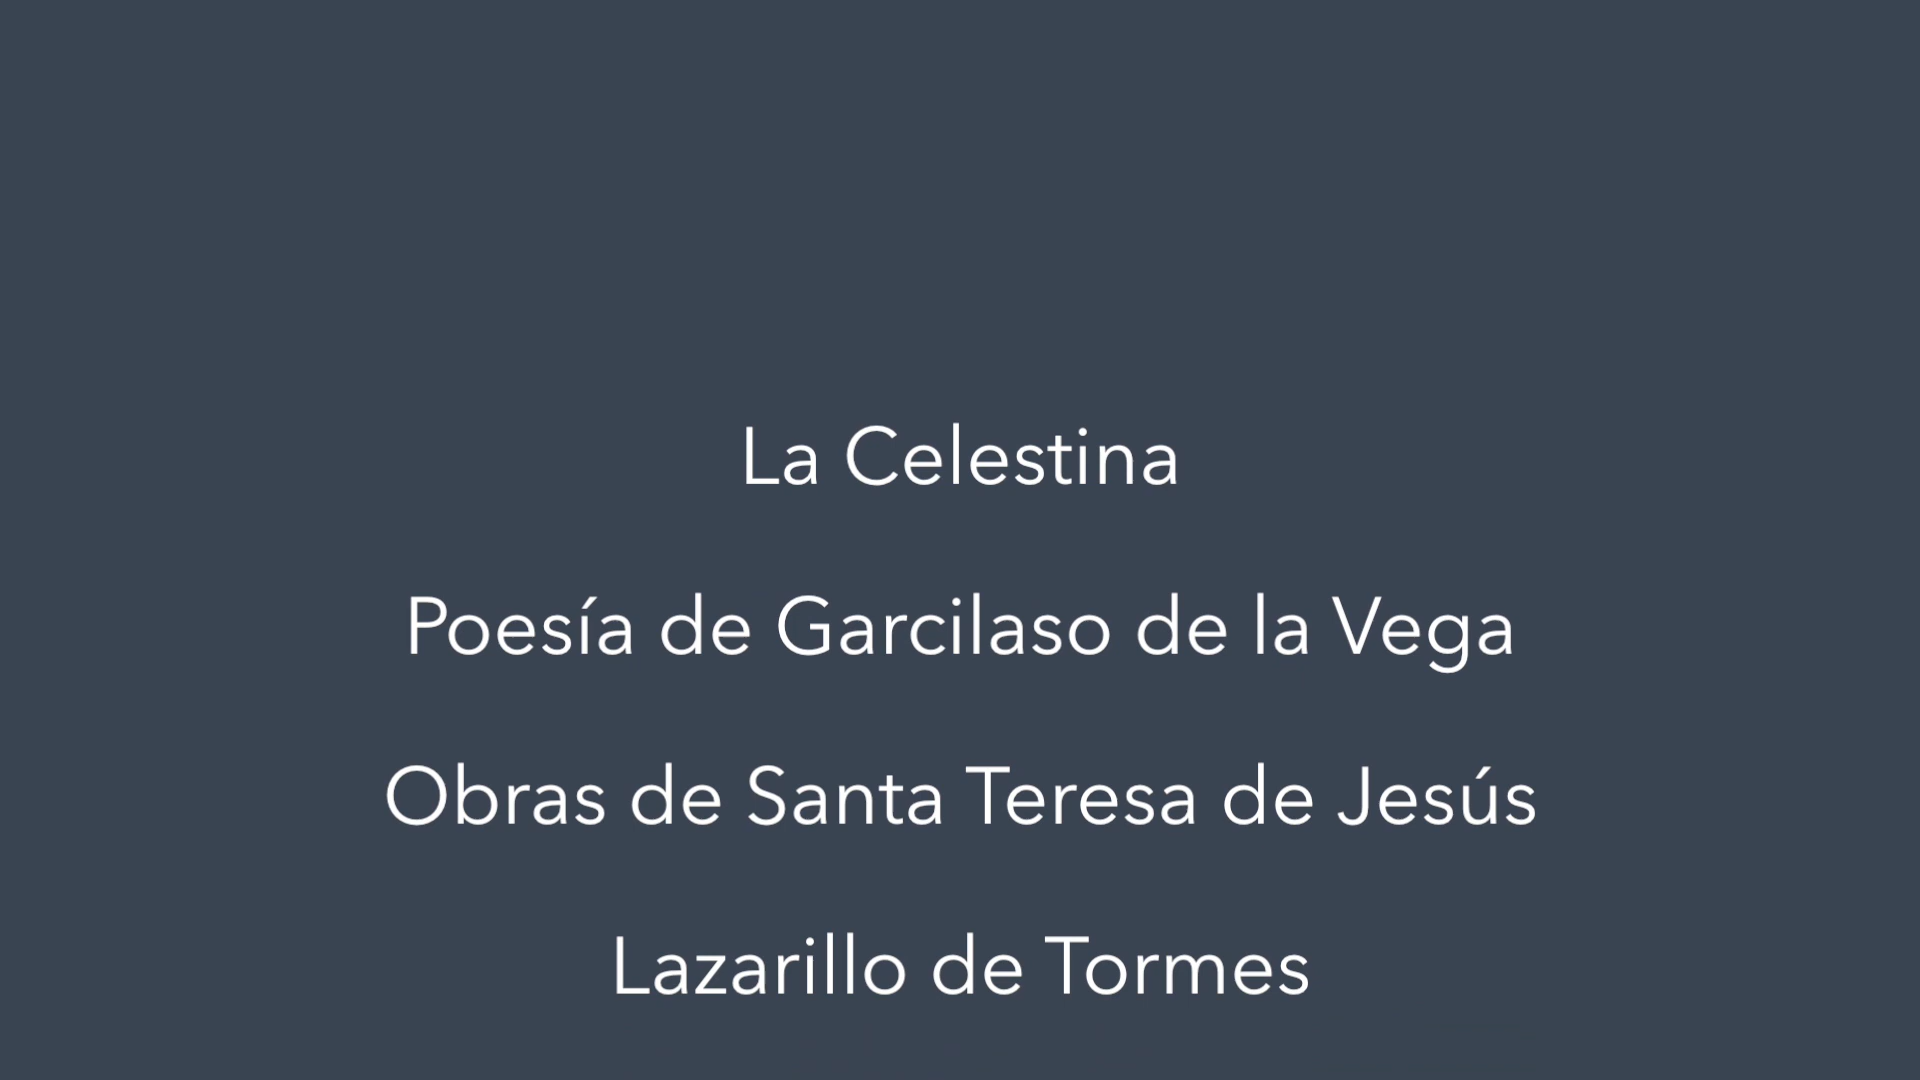 La Celestina
Poesía de Garcilaso de la Vega
Obras de Santa Teresa de Jesús
Lazarillo de Tormes